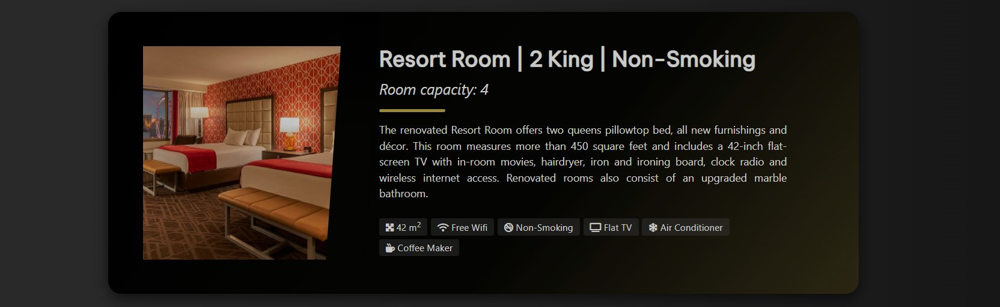 Resort Room | 2 King | Non-Smoking
Room capacity: 4
The renovated Resort Room offers two queens pillowtop bed, all new furnishings and
décor. This room measures more than 450 square feet and includes a 42-inch flat-
screen TV with in-room movies, hairdryer, iron and ironing board, clock radio and
wireless internet access. Renovated rooms also consist of an upgraded marble
bathroom.
42 m² Free Wifi Non-Smoking Flat TV Air Conditioner
Coffee Maker